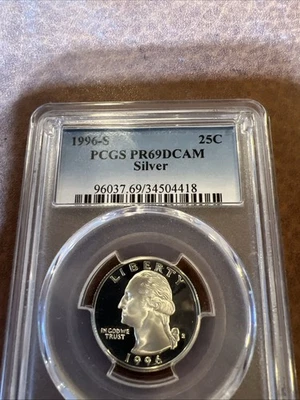 1996-S 25C
PCGS PR69DCAM
Silver
96037.69/34504418
LIBERTY
IN GOD WE
TRUST
S
1996